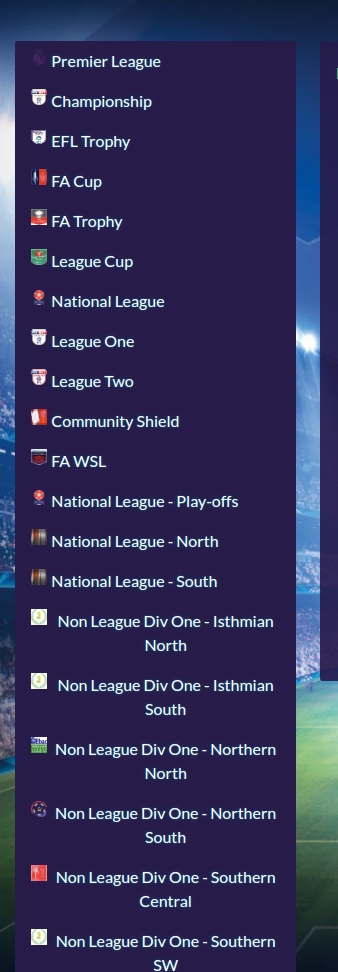 Premier League
Championship
EFL Trophy
FA Cup
FA Trophy
League Cup
National League
League One
League Two
Community Shield
FA WSL
National League - Play-offs
National League - North
National League - South
Non League Div One - Isthmian
North
Non League Div One - Isthmian
South
Non League Div One - Northern
North
Non League Div One - Northern
South
Non League Div One - Southern
Central
Non League Div One - Southern
SW